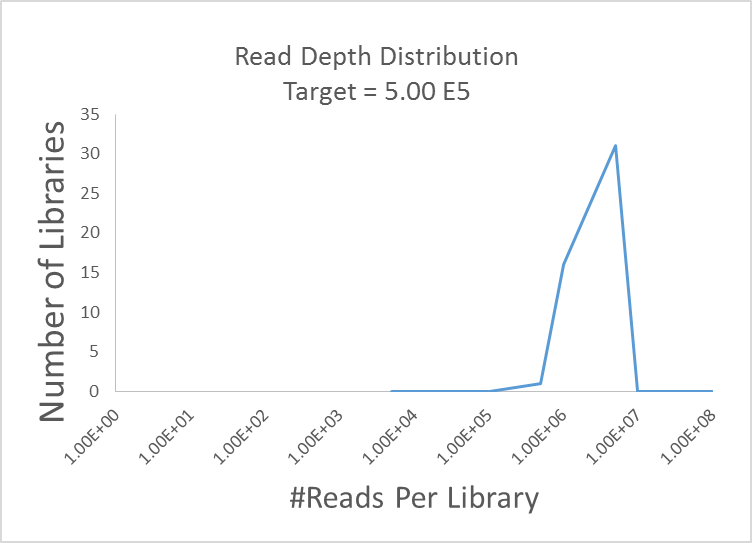 Read Depth Distribution
Target = 5.00 E5
Number of Libraries
35
30
25
20
15
10
5
0
1.00E+00
1.00E+01
1.00E+02
1.00E+03
1.00E+04
1.00E+05
1.00E+06
1.00E+07
1.00E+08
#Reads Per Library